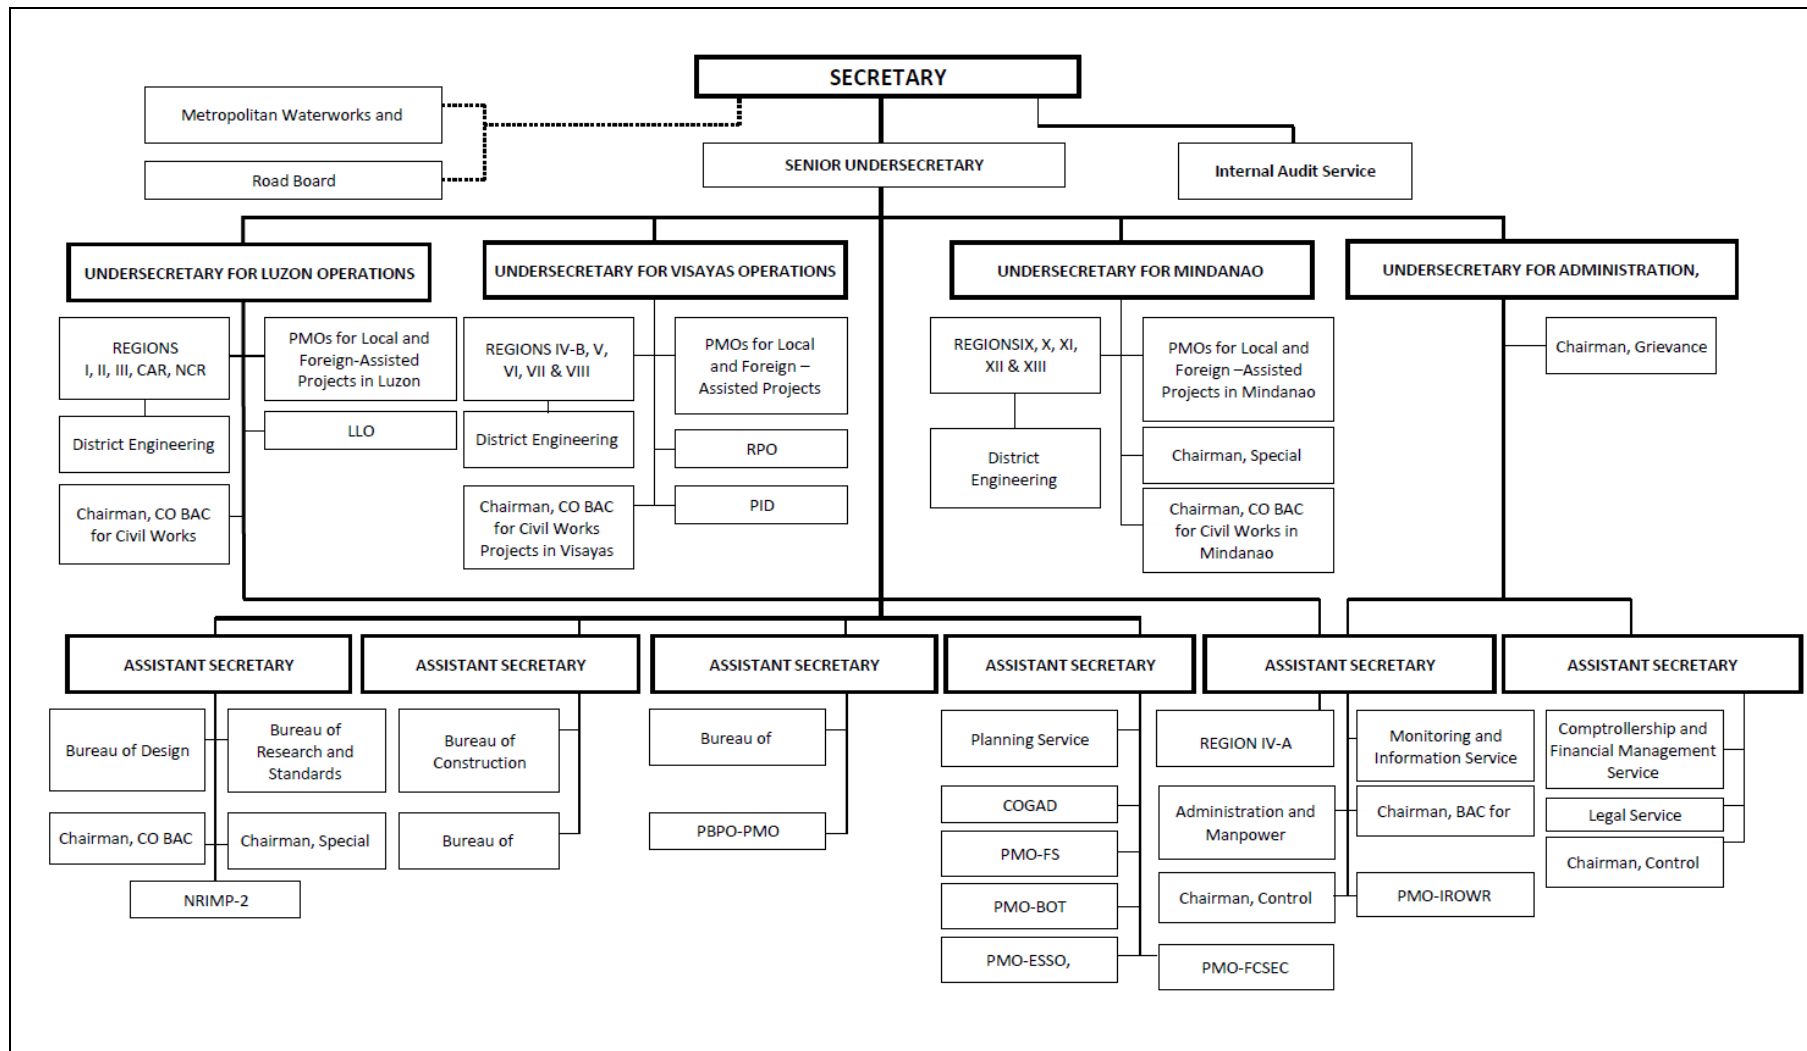 SECRETARY
Metropolitan Waterworks and
Road Board
SENIOR UNDERSECRETARY
Internal Audit Service
UNDERSECRETARY FOR LUZON OPERATIONS
UNDERSECRETARY FOR VISAYAS OPERATIONS
UNDERSECRETARY FOR MINDANAO
UNDERSECRETARY FOR ADMINISTRATION,
REGIONS
I, II, III, CAR, NCR
PMOs for Local and
Foreign-Assisted
Projects in Luzon
District Engineering
LLO
Chairman, CO BAC
for Civil Works
REGIONS IV-B, V,
VI, VII & VIII
PMOs for Local
and Foreign –
Assisted Projects
District Engineering
RPO
Chairman, CO BAC
for Civil Works
Projects in Visayas
PID
REGIONSIX, X, XI,
XII & XIII
PMOs for Local and
Foreign –Assisted
Projects in Mindanao
District
Engineering
Chairman, Special
Chairman, CO BAC
for Civil Works in
Mindanao
Chairman, Grievance
ASSISTANT SECRETARY
ASSISTANT SECRETARY
ASSISTANT SECRETARY
ASSISTANT SECRETARY
ASSISTANT SECRETARY
ASSISTANT SECRETARY
Bureau of Design
Bureau of
Research and
Standards
Chairman, CO BAC
Chairman, Special
NRIMP-2
Bureau of
Construction
Bureau of
Bureau of
PBPO-PMO
Planning Service
COGAD
PMO-FS
PMO-BOT
PMO-ESSO,
PMO-FCSEC
REGION IV-A
Monitoring and
Information Service
Administration and
Manpower
Chairman, BAC for
Chairman, Control
PMO-IROWR
Comptrollership and
Financial Management
Service
Legal Service
Chairman, Control